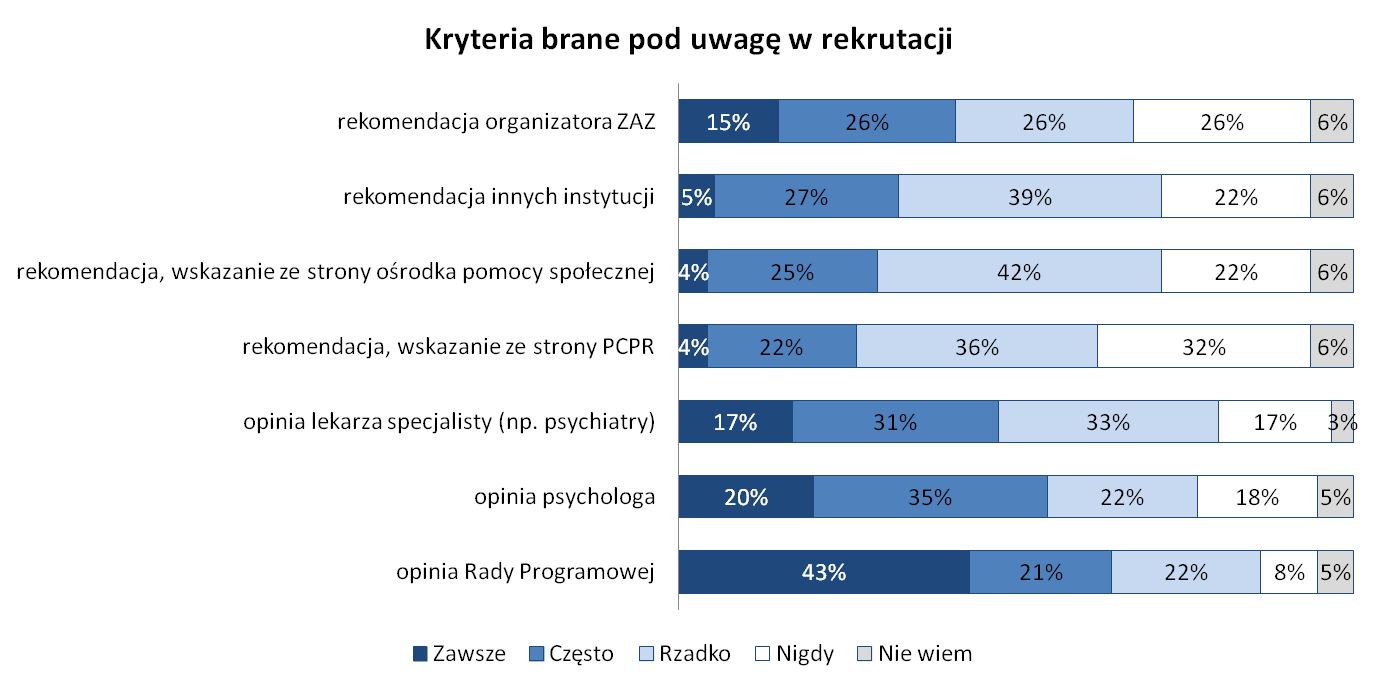 Kryteria brane pod uwagę w rekrutacji
rekomendacja organizatora ZAZ 15% 26% 26% 26% 6%
rekomendacja innych instytucji 5% 27% 39% 22% 6%
rekomendacja, wskazanie ze strony ośrodka pomocy społecznej 4% 25% 42% 22% 6%
rekomendacja, wskazanie ze strony PCPR 4% 22% 36% 32% 6%
opinia lekarza specjalisty (np. psychiatry) 17% 31% 33% 17% 3%
opinia psychologa 20% 35% 22% 18% 5%
opinia Rady Programowej 43% 21% 22% 8% 5%
Zawsze Często Rzadko Nigdy Nie wiem